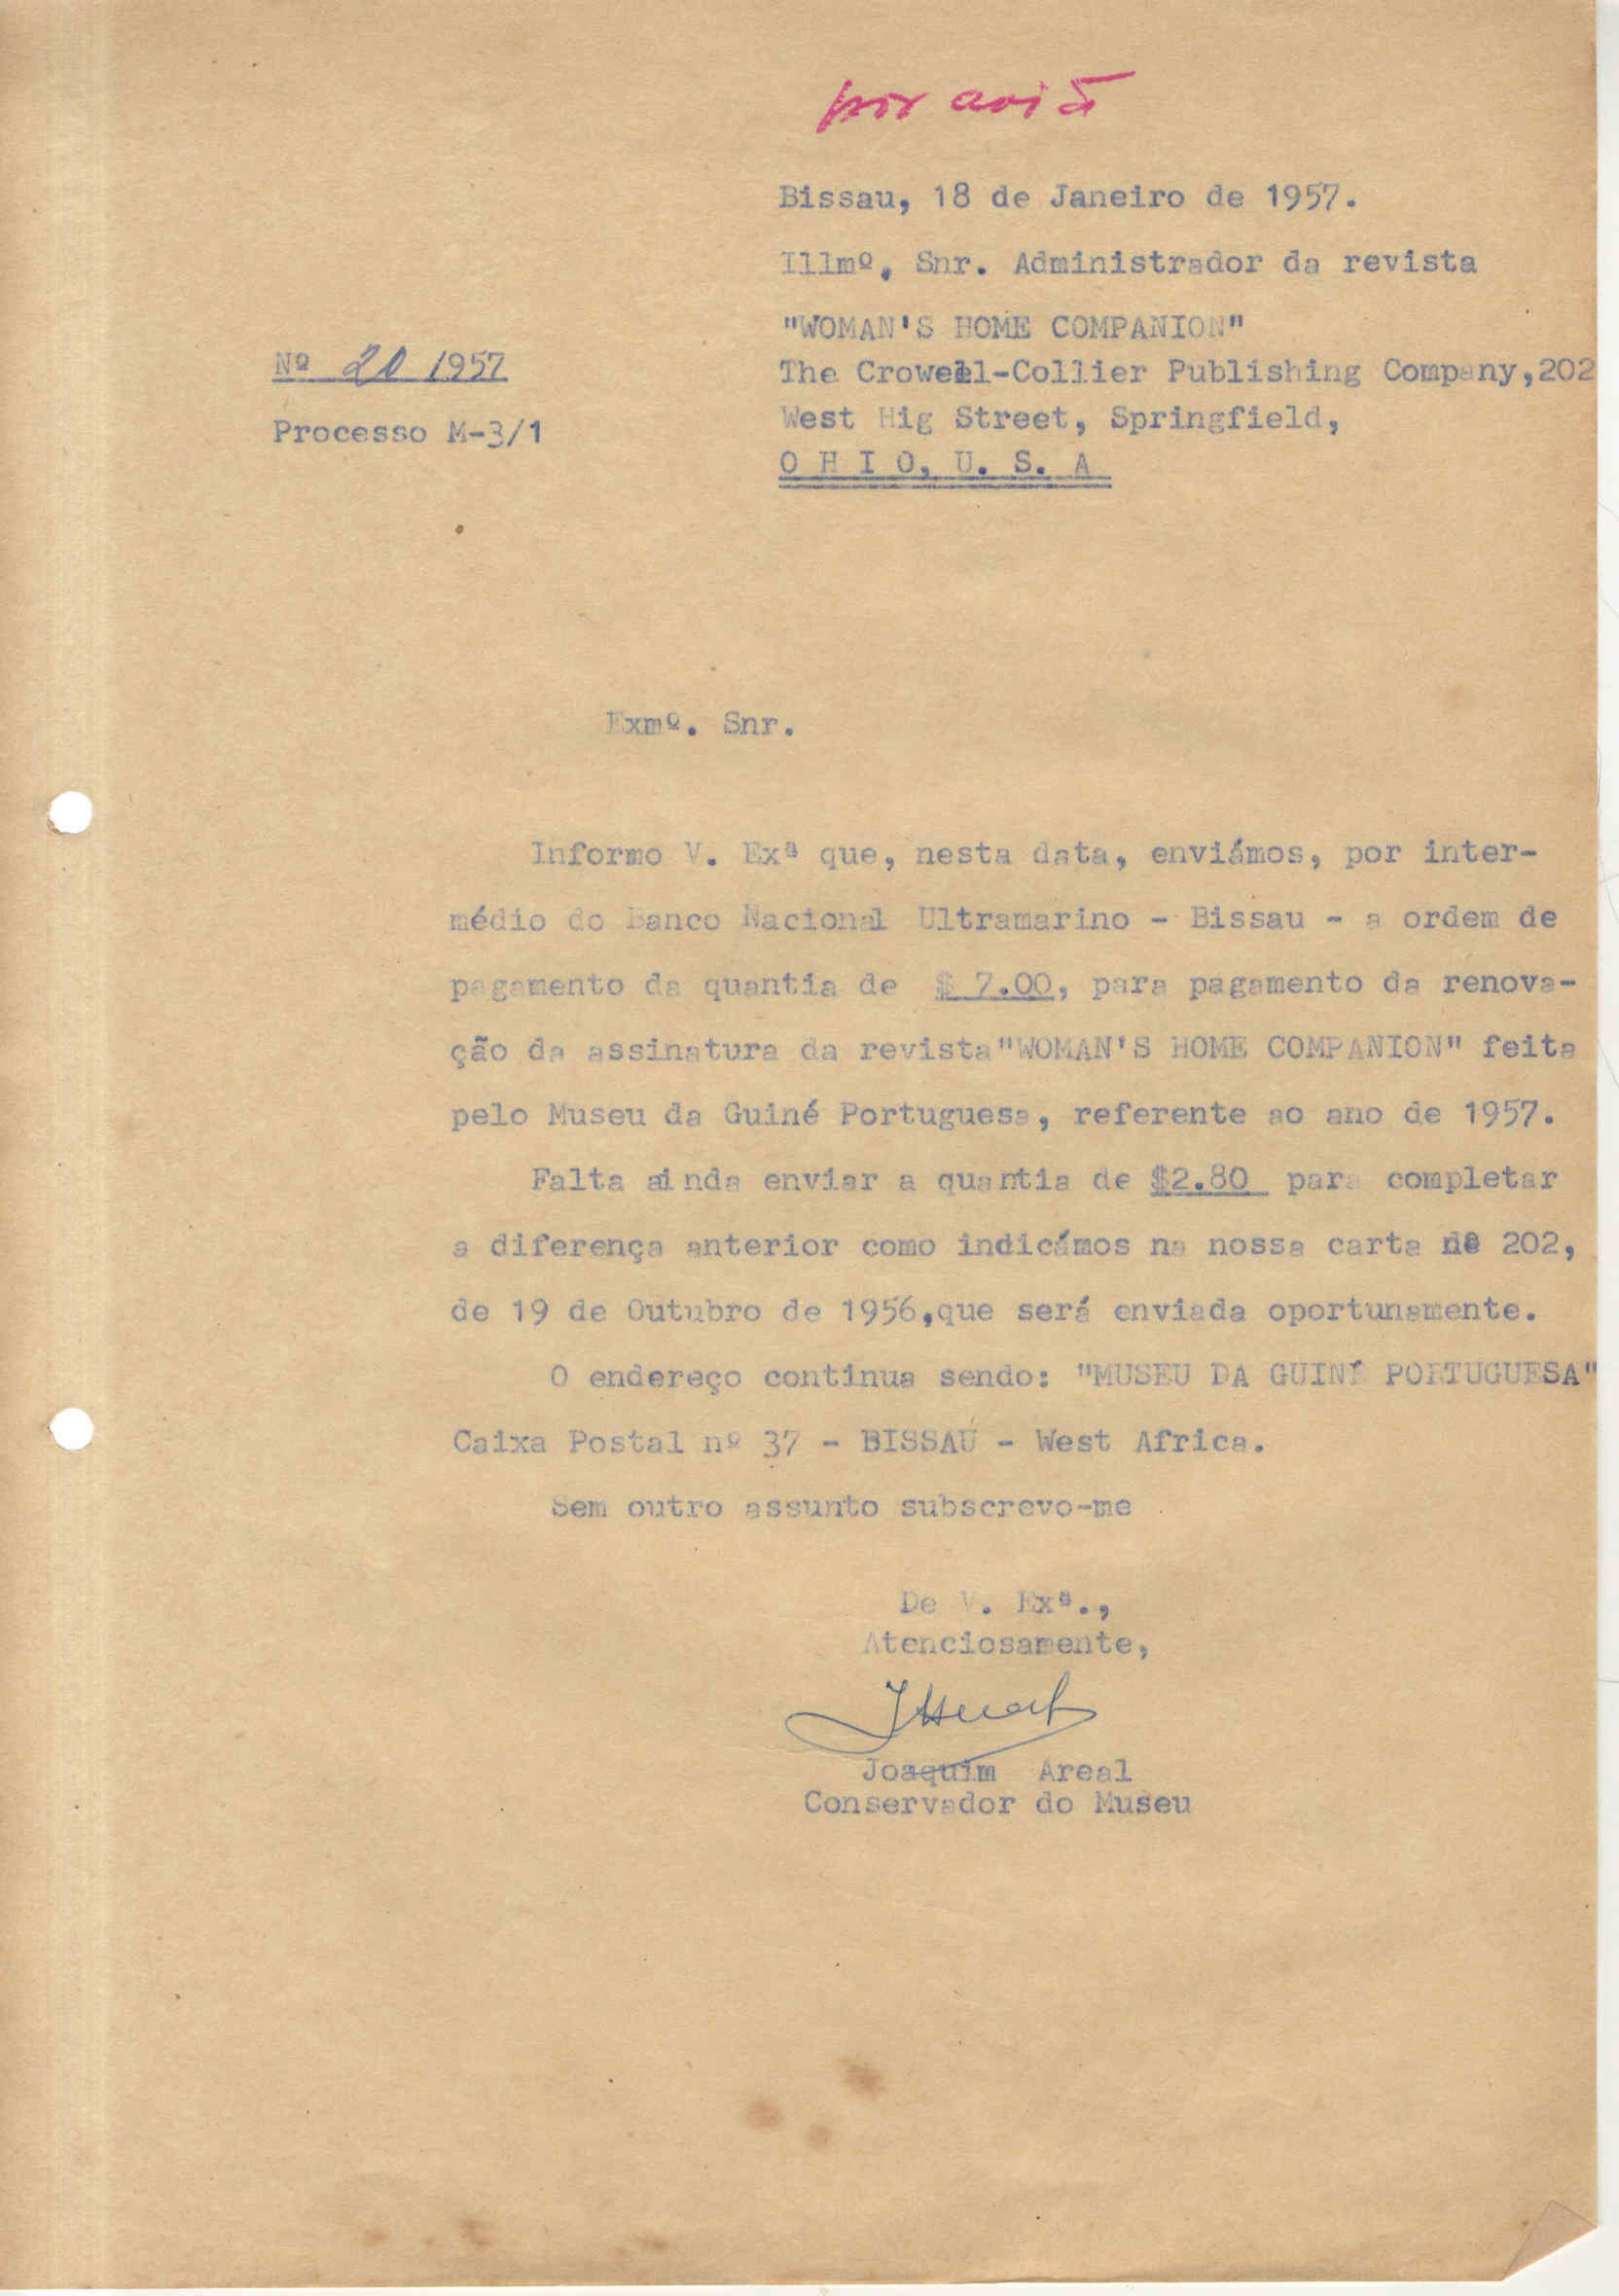 por aviã
Bissau, 18 de Janeiro de 1957.
Illmº, Snr. Administrador da revista
"WOMAN'S HOME COMPANION"
Nº 20 1957
The Crowell-Collier Publishing Company,202
West Hig Street, Springfield,
Processo M-3/1
O H I O, U. S. A
Exmº. Snr.
Informo V. Exª que, nesta data, enviámos, por inter-
médio do Banco Nacional Ultramarino - Bissau - a ordem de
pagamento da quantia de $ 7.00, para pagamento da renova-
ção da assinatura da revista"WOMAN'S HOME COMPANION" feita
pelo Museu da Guiné Portuguesa, referente ao ano de 1957.
Falta ainda enviar a quantia de $2.80 para completar
a diferença anterior como indicámos na nossa carta nº 202,
de 19 de Outubro de 1956,que será enviada oportunamente.
O endereço continua sendo: "MUSEU DA GUINÉ PORTUGUESA"
Caixa Postal nº 37 - BISSAU - West Africa.
Sem outro assunto subscrevo-me
De V. Exª.,
Atenciosamente,
Joaquim Areal
Conservador do Museu